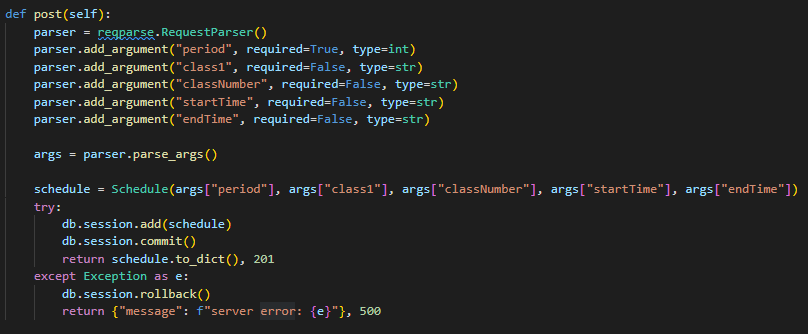 def post(self):
    parser = reqparse.RequestParser()
    parser.add_argument("period", required=True, type=int)
    parser.add_argument("class1", required=False, type=str)
    parser.add_argument("classNumber", required=False, type=str)
    parser.add_argument("startTime", required=False, type=str)
    parser.add_argument("endTime", required=False, type=str)

    args = parser.parse_args()

    schedule = Schedule(args["period"], args["class1"], args["classNumber"], args["startTime"], args["endTime"])
    try:
        db.session.add(schedule)
        db.session.commit()
        return schedule.to_dict(), 201
    except Exception as e:
        db.session.rollback()
        return {"message": f"server error: {e}"}, 500